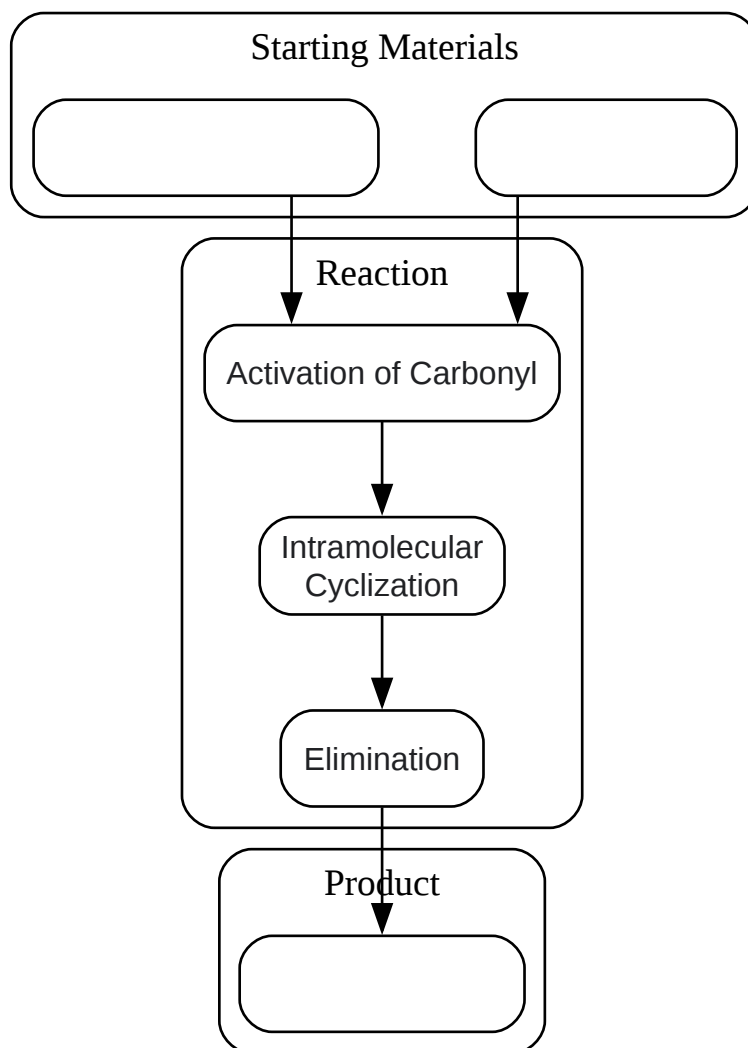 Starting Materials
Reaction
Activation of Carbonyl
Intramolecular
Cyclization
Elimination
Product